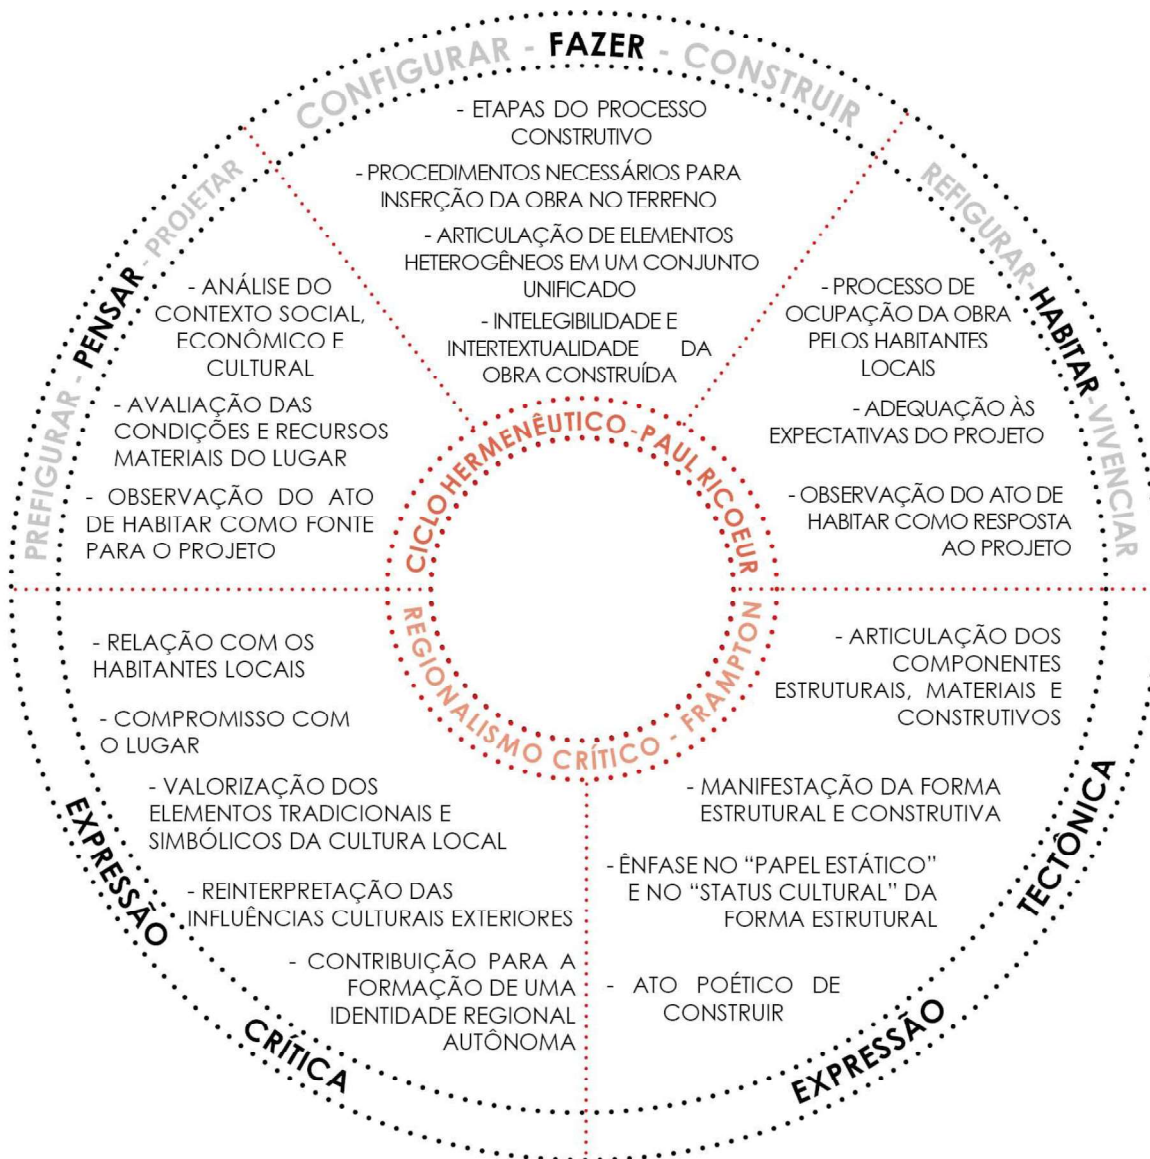 CONFIGURAR - FAZER - CONSTRUIR
- ETAPAS DO PROCESSO
CONSTRUTIVO
- PROCEDIMENTOS NECESSÁRIOS PARA
INSERÇÃO DA OBRA NO TERRENO
- ARTICULAÇÃO DE ELEMENTOS
HETEROGÊNEOS EM UM CONJUNTO
UNIFICADO
- INTELEGIBILIDADE E
INTERTEXTUALIDADE DA
OBRA CONSTRUÍDA
PREFIGURAR - PENSAR - PROJETAR
- ANÁLISE DO
CONTEXTO SOCIAL,
ECONÔMICO E
CULTURAL
- AVALIAÇÃO DAS
CONDIÇÕES E RECURSOS
MATERIAIS DO LUGAR
- OBSERVAÇÃO DO ATO
DE HABITAR COMO FONTE
PARA O PROJETO
REFIGURAR-HABITAR-VIVENCIAR
- PROCESSO DE
OCUPAÇÃO DA OBRA
PELOS HABITANTES
LOCAIS
- ADEQUAÇÃO ÀS
EXPECTATIVAS DO PROJETO
- OBSERVAÇÃO DO ATO DE
HABITAR COMO RESPOSTA
AO PROJETO
CICLO HERMENÊUTICO-PAUL RICOEUR
REGIONALISMO CRÍTICO - FRAMPTON
- RELAÇÃO COM OS
HABITANTES LOCAIS
- COMPROMISSO COM
O LUGAR
- VALORIZAÇÃO DOS
ELEMENTOS TRADICIONAIS E
SIMBÓLICOS DA CULTURA LOCAL
- REINTERPRETAÇÃO DAS
INFLUÊNCIAS CULTURAIS EXTERIORES
- CONTRIBUIÇÃO PARA A
FORMAÇÃO DE UMA
IDENTIDADE REGIONAL
AUTÔNOMA
EXPRESSÃO CRÍTICA
- ARTICULAÇÃO DOS
COMPONENTES
ESTRUTURAIS, MATERIAIS E
CONSTRUTIVOS
- MANIFESTAÇÃO DA FORMA
ESTRUTURAL E CONSTRUTIVA
- ÊNFASE NO “PAPEL ESTÁTICO”
E NO “STATUS CULTURAL” DA
FORMA ESTRUTURAL
- ATO POÉTICO DE
CONSTRUIR
EXPRESSÃO TECTÔNICA